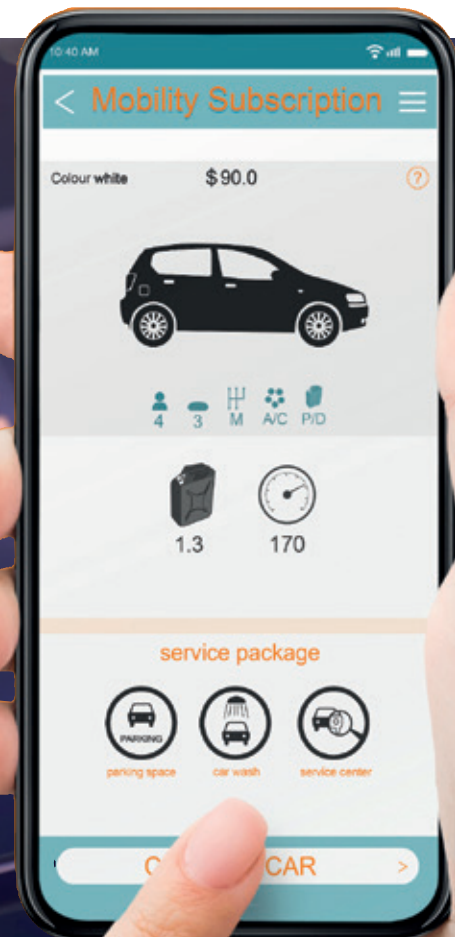 10:40 AM
< Mobility Subscription
Colour white $90.0 ?
4 3 M A/C P/D
1.3 170
service package
PARKING
parking space car wash service center
CAR >